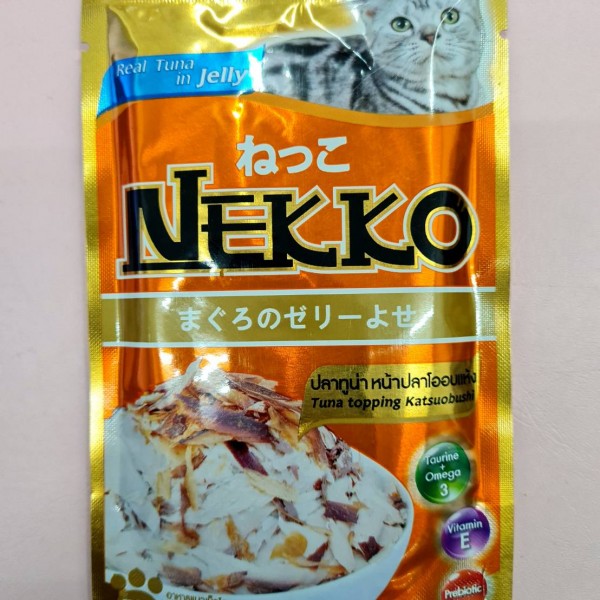 Real Tuna
in Jelly
ねっこ
NEKKO
まぐろのゼリーよせ
ปลาทูน่า หน้าปลาโออบแห้ง
Tuna topping Katsuobushi
Taurine
+
Omega
3
Vitamin
E
Prebiotic